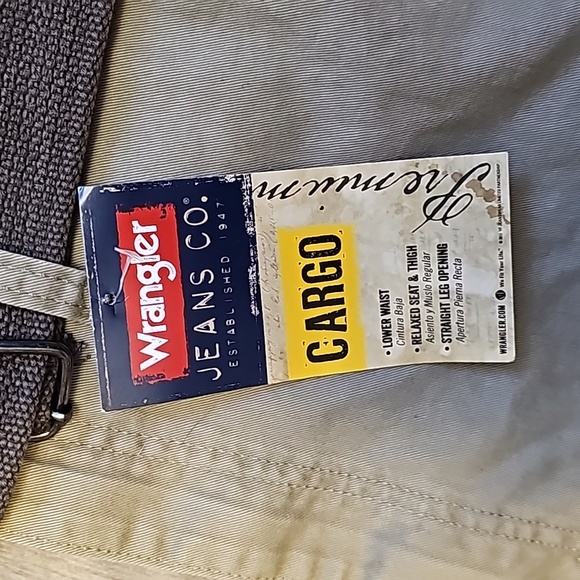 Wrangler
JEANS CO.®
ESTABLISHED 1947
Premium
CARGO
• LOWER WAIST
Cintura Baja
• RELAXED SEAT & THIGH
Asiento y Muslo Regular
• STRAIGHT LEG OPENING
Apertura Pierna Recta
WRANGLER.COM